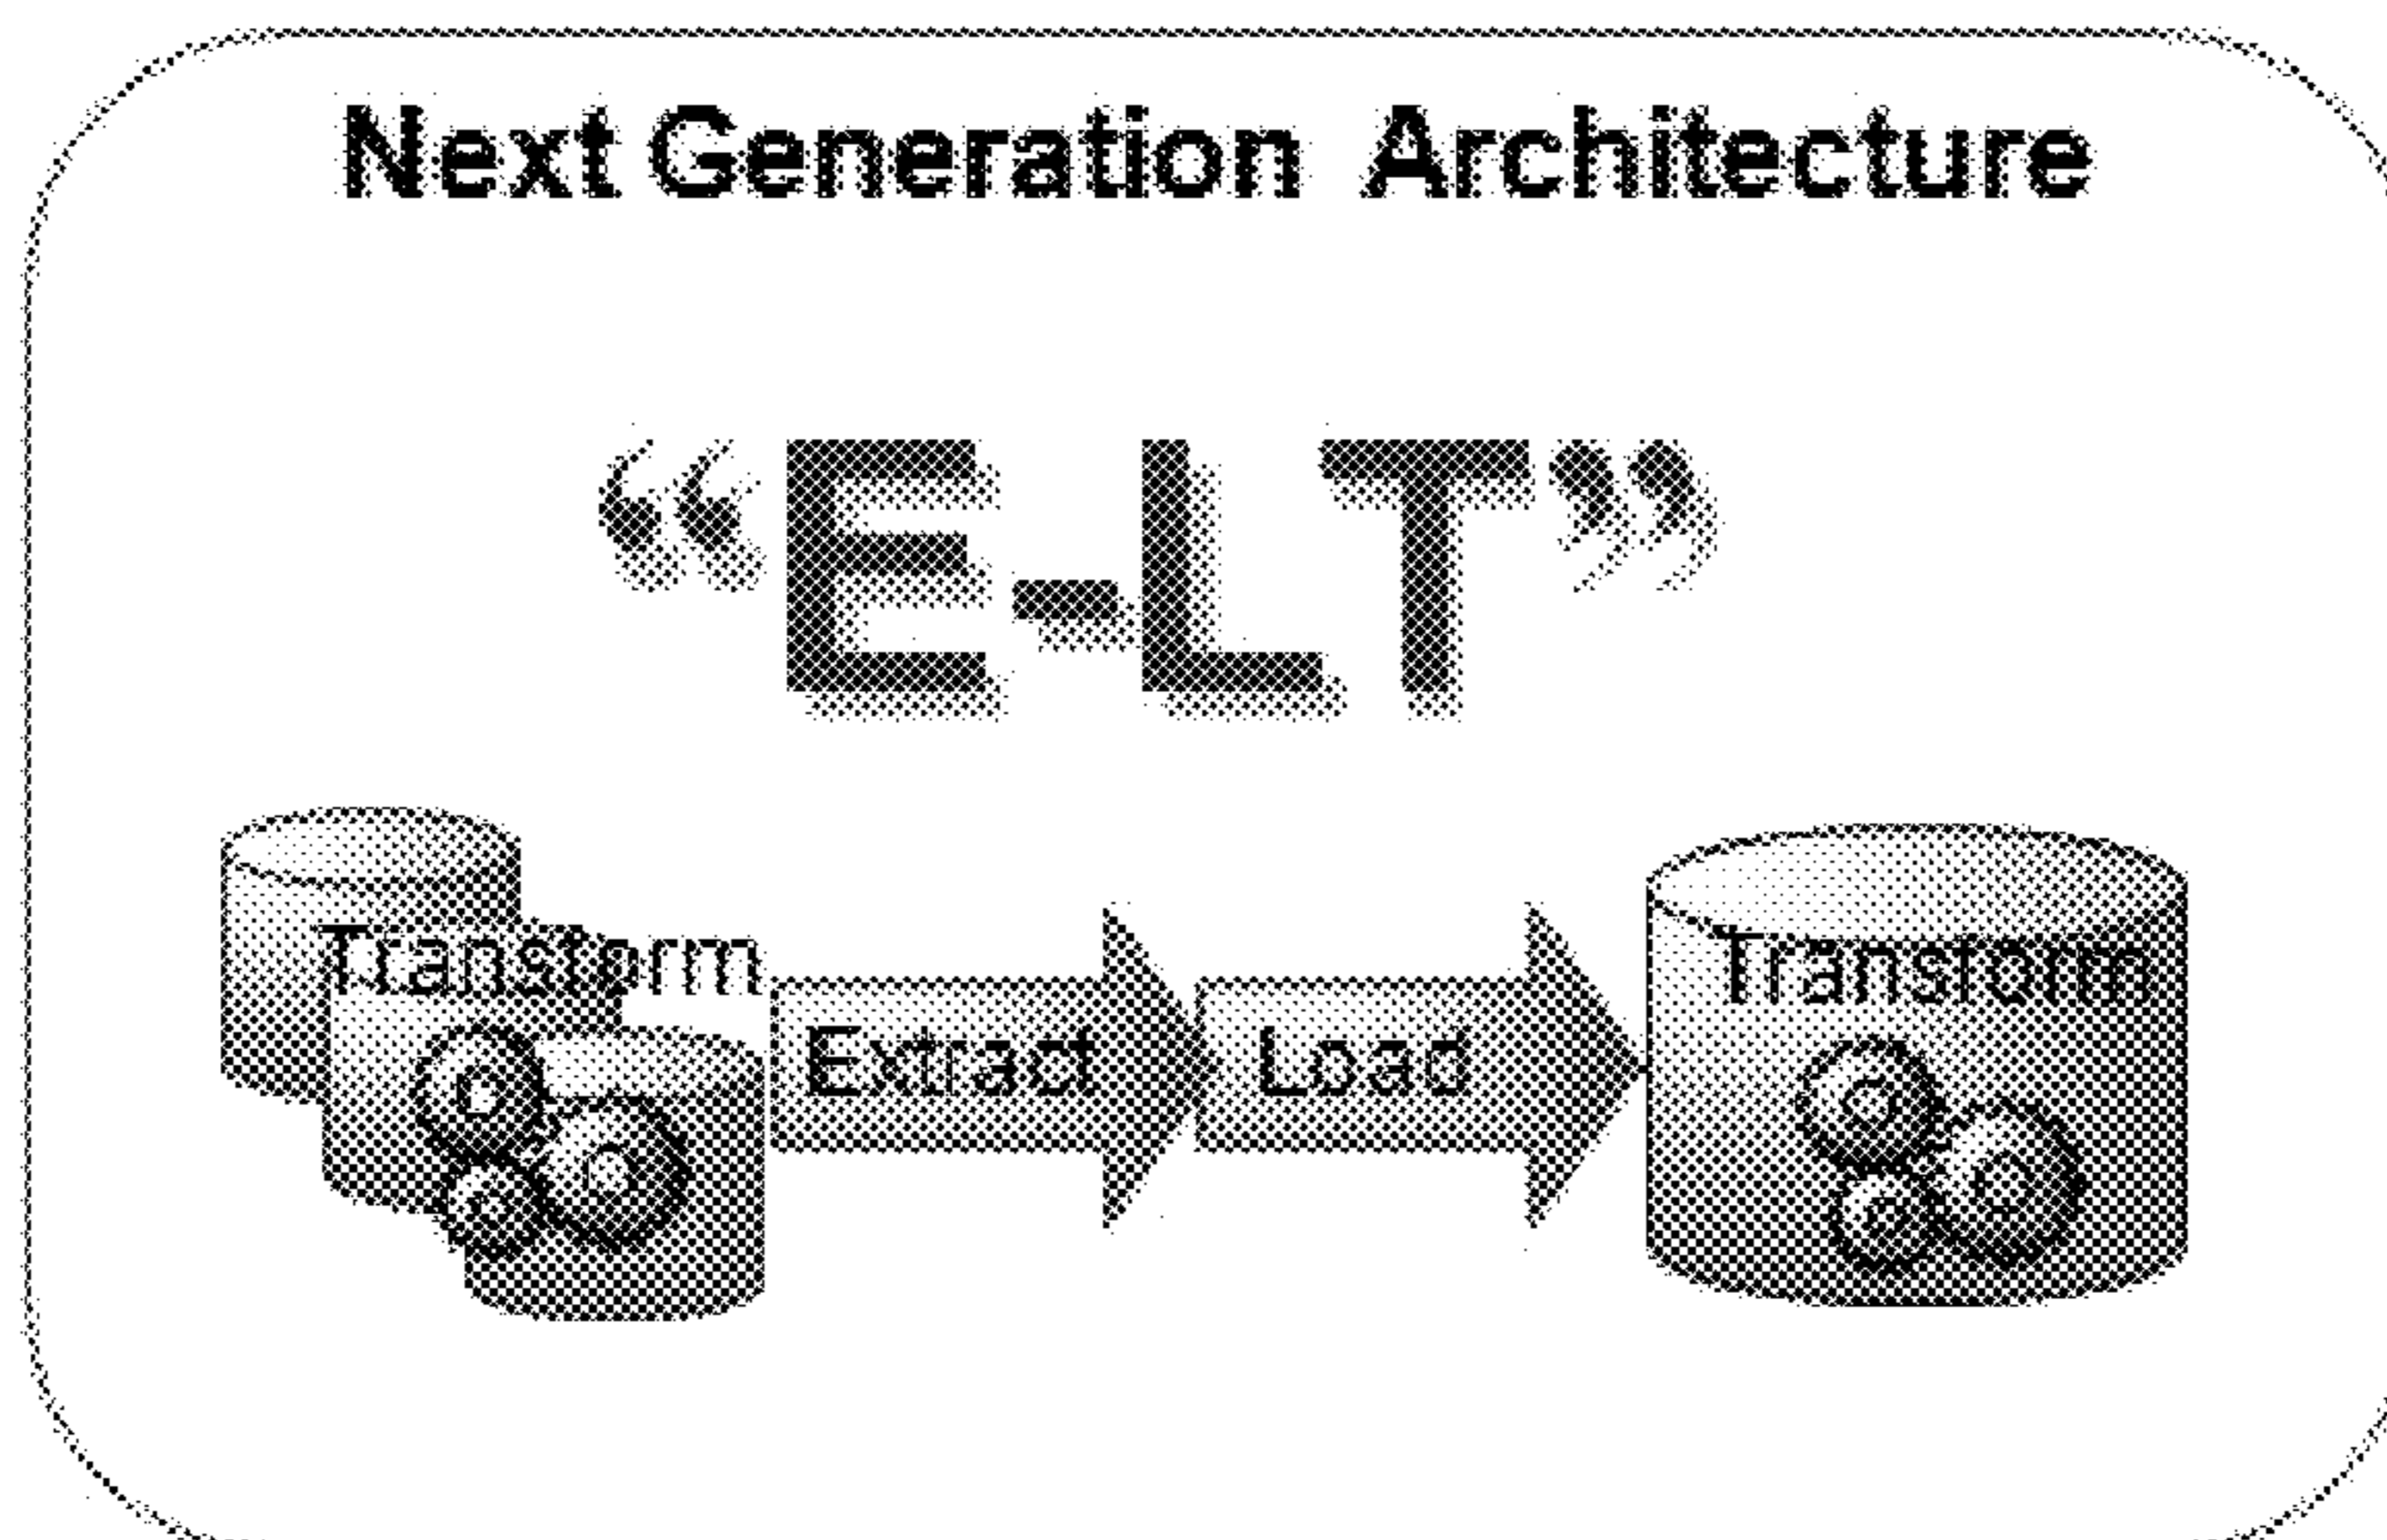 Next Generation Architecture
“E-LT”
Transform
Extract
Load
Transform